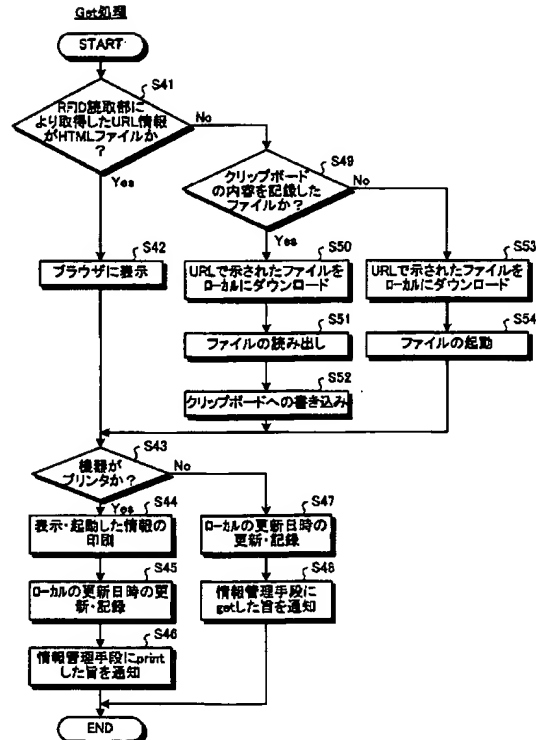 Get処理
START
S41
RFID読取部に
より取得したURL情報
がHTMLファイルか
?
No
Yes
S49
クリップボード
の内容を記録した
ファイルか?
No
Yes
S42
ブラウザに表示
S50
URLで示されたファイルを
ローカルにダウンロード
S53
URLで示されたファイルを
ローカルにダウンロード
S51
ファイルの読み出し
S54
ファイルの起動
S52
クリップボードへの書き込み
S43
機器が
プリンタか?
No
Yes
S44
表示・起動した情報の
印刷
S47
ローカルの更新日時の
更新・記録
S45
ローカルの更新日時の更
新・記録
S48
情報管理手段に
getした旨を通知
S46
情報管理手段にprint
した旨を通知
END